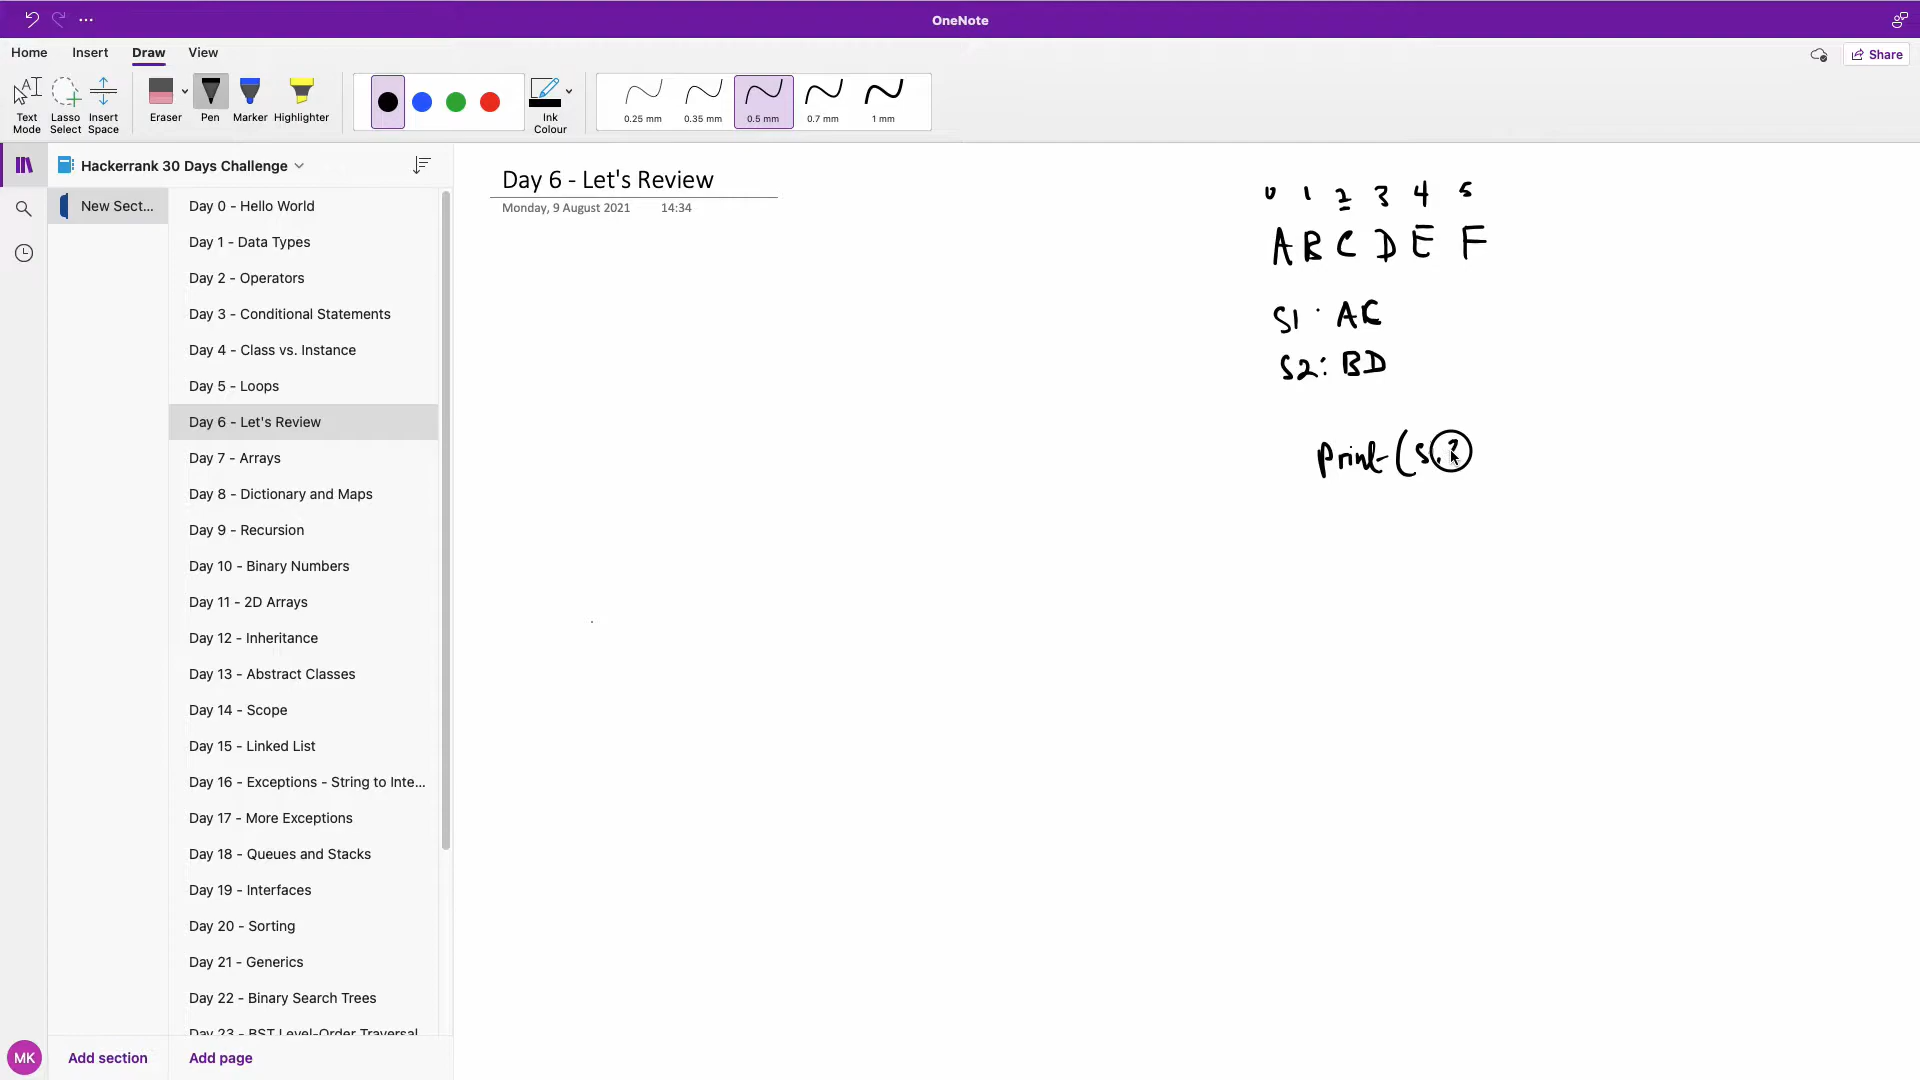 OneNote
Home Insert Draw View
Share
Text Mode
Lasso Select
Insert Space
Eraser
Pen
Marker
Highlighter
Ink Colour
0.25 mm
0.35 mm
0.5 mm
0.7 mm
1 mm
Hackerrank 30 Days Challenge
New Sect...
Day 0 - Hello World
Day 1 - Data Types
Day 2 - Operators
Day 3 - Conditional Statements
Day 4 - Class vs. Instance
Day 5 - Loops
Day 6 - Let's Review
Day 7 - Arrays
Day 8 - Dictionary and Maps
Day 9 - Recursion
Day 10 - Binary Numbers
Day 11 - 2D Arrays
Day 12 - Inheritance
Day 13 - Abstract Classes
Day 14 - Scope
Day 15 - Linked List
Day 16 - Exceptions - String to Inte...
Day 17 - More Exceptions
Day 18 - Queues and Stacks
Day 19 - Interfaces
Day 20 - Sorting
Day 21 - Generics
Day 22 - Binary Search Trees
Day 23 - BST Level-Order Traversal
MK
Add section
Add page
Day 6 - Let's Review
Monday, 9 August 2021 14:34
0 1 2 3 4 5
A B C D E F
S1: AC
S2: BD
print(s